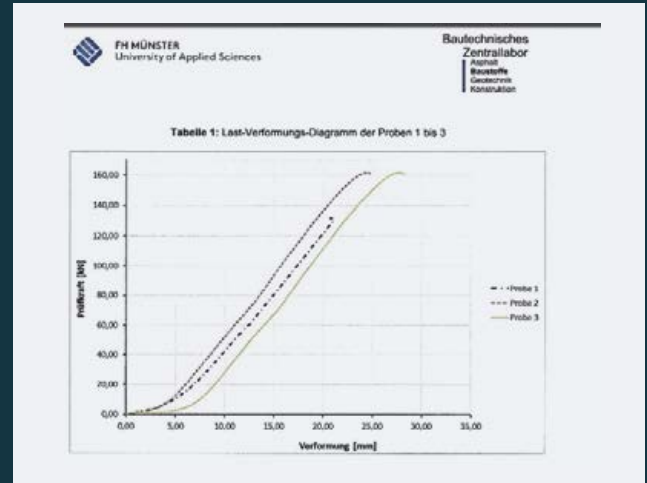 FH MÜNSTER
University of Applied Sciences
Bautechnisches
Zentrallabor
Asphalt
Baustoffe
Geotechnik
Konstruktion
Tabelle 1: Last-Verformungs-Diagramm der Proben 1 bis 3
160,00
140,00
120,00
100,00
80,00
60,00
40,00
20,00
0,00
Prüfkraft [kN]
0,00 5,00 10,00 15,00 20,00 25,00 30,00 35,00
Verformung [mm]
Probe 1
Probe 2
Probe 3